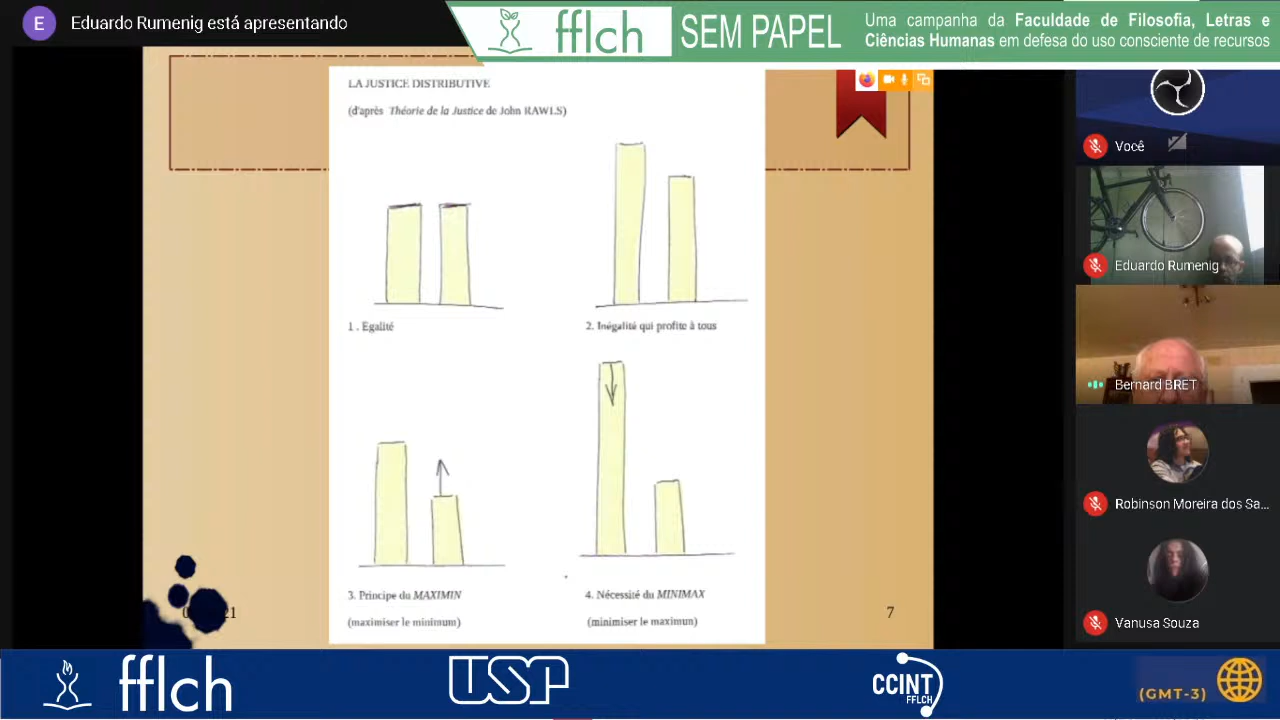 E
Eduardo Rumenig está apresentando
fflch
SEM PAPEL
Uma campanha da Faculdade de Filosofia, Letras e
Ciências Humanas em defesa do uso consciente de recursos
LA JUSTICE DISTRIBUTIVE
(d'après Théorie de la Justice de John RAWLS)
1 . Egalité
2. Inégalité qui profite à tous
3. Principe du MAXIMIN
(maximiser le minimum)
4. Nécessité du MINIMAX
(minimiser le maximun)
21
7
Você
Eduardo Rumenig
Bernard BRET
Robinson Moreira dos Sa...
Vanusa Souza
fflch
USP
CCINT
FFLCH
(GMT-3)